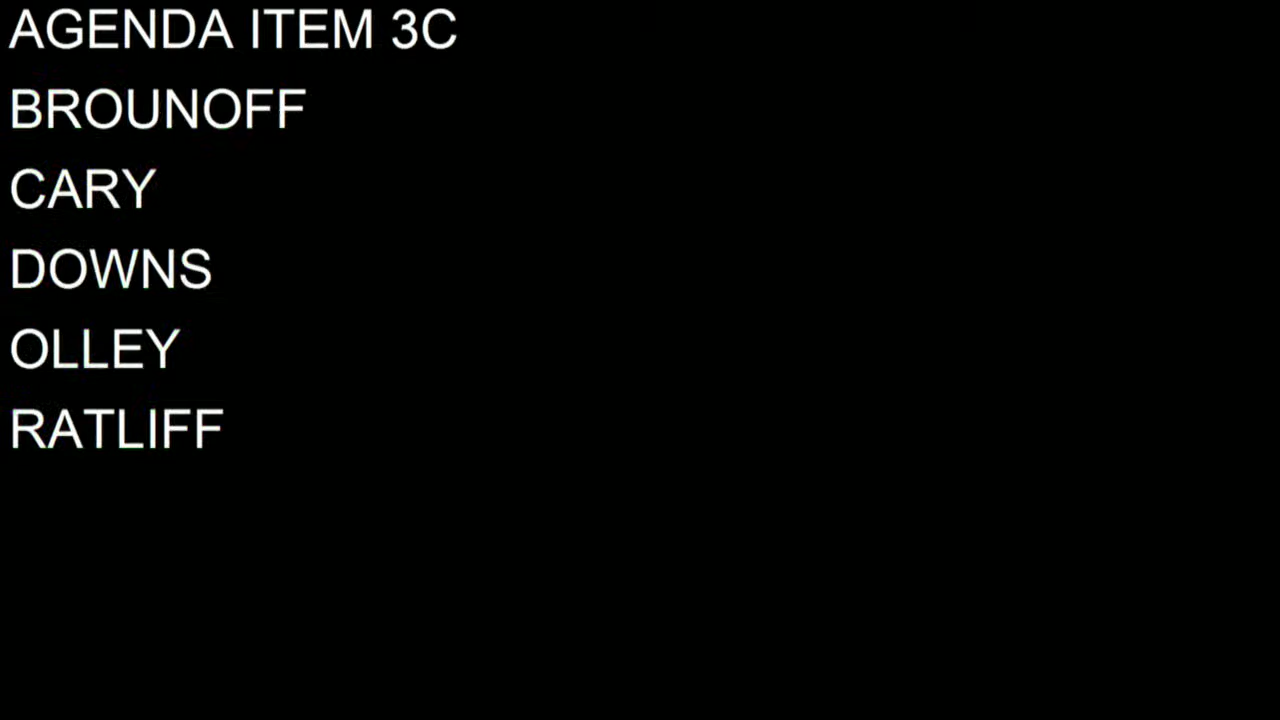 AGENDA ITEM 3C
BROUNOFF
CARY
DOWNS
OLLEY
RATLIFF